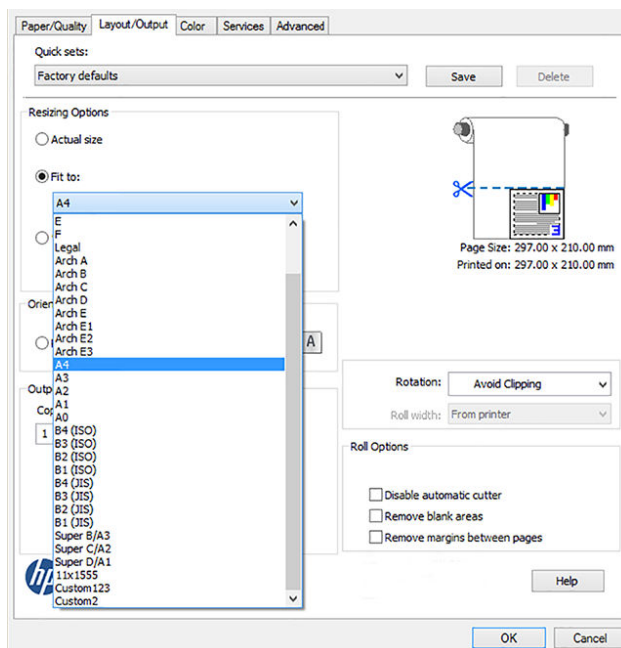 Paper/Quality Layout/Output Color Services Advanced
Quick sets:
Factory defaults Save Delete
Resizing Options
Actual size
Fit to:
A4
E
F
Legal
Arch A
Arch B
Arch C
Arch D
Arch E
Arch E1
Arch E2
Arch E3
A4
A3
A2
A1
A0
B4 (ISO)
B3 (ISO)
B2 (ISO)
B1 (ISO)
B4 (JIS)
B3 (JIS)
B2 (JIS)
B1 (JIS)
Super B/A3
Super C/A2
Super D/A1
11x1555
Custom123
Custom2
Orien
A
Outp
Cop
1
hp
E
Page Size: 297.00 x 210.00 mm
Printed on: 297.00 x 210.00 mm
Rotation: Avoid Clipping
Roll width: From printer
Roll Options
Disable automatic cutter
Remove blank areas
Remove margins between pages
Help
OK Cancel